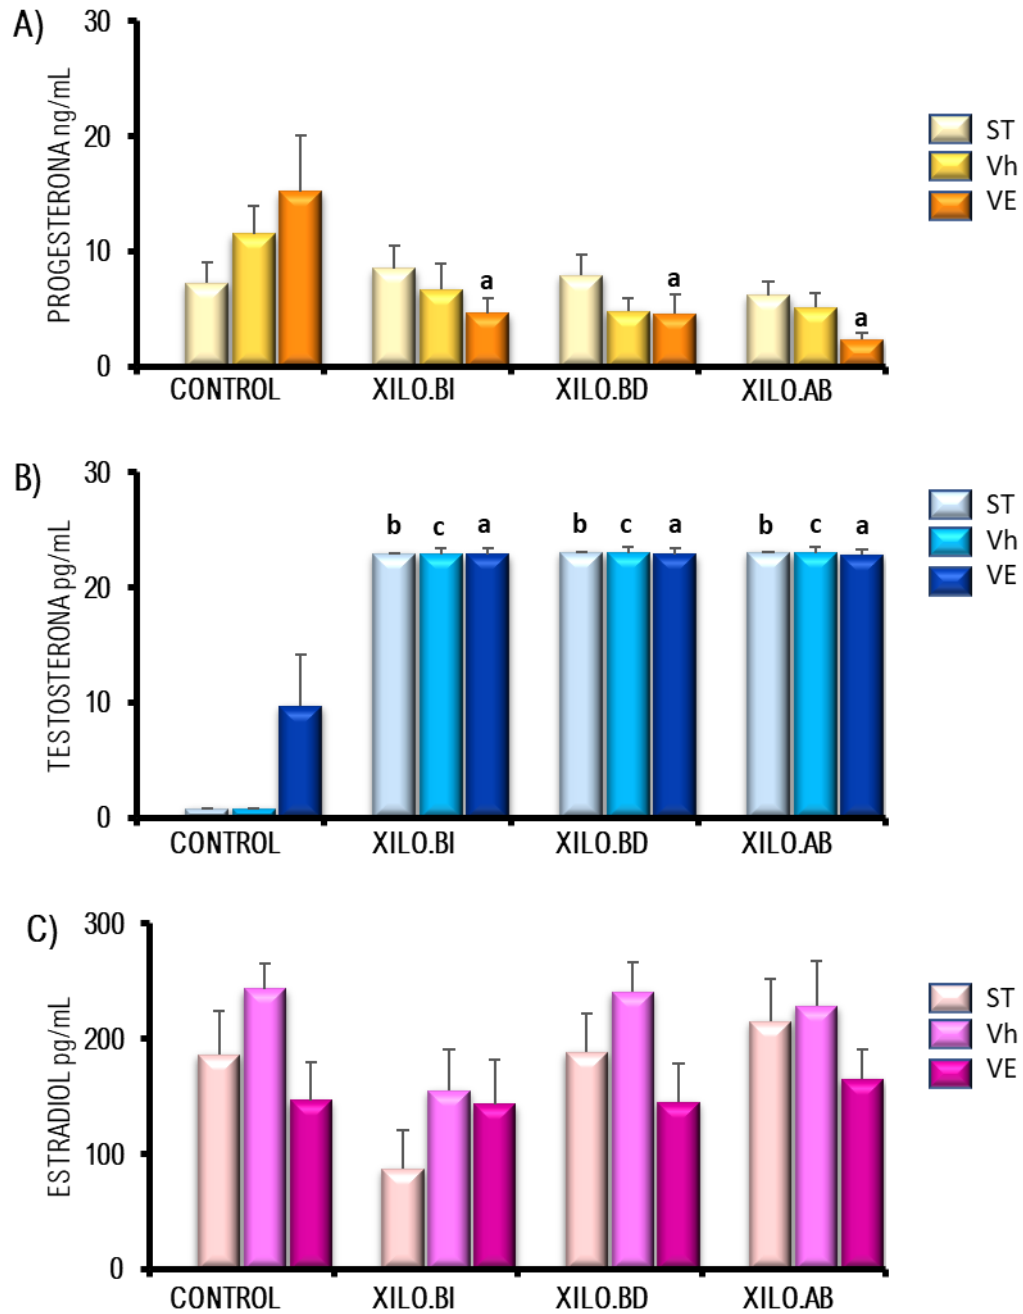 A)
PROGESTERONA ng/mL
30
20
10
0
a
a
a
CONTROL
XILO.BI
XILO.BD
XILO.AB
ST
Vh
VE
B)
TESTOSTERONA pg/mL
30
20
10
0
b c a
b c a
b c a
CONTROL
XILO.BI
XILO.BD
XILO.AB
ST
Vh
VE
C)
ESTRADIOL pg/mL
300
200
100
0
CONTROL
XILO.BI
XILO.BD
XILO.AB
ST
Vh
VE